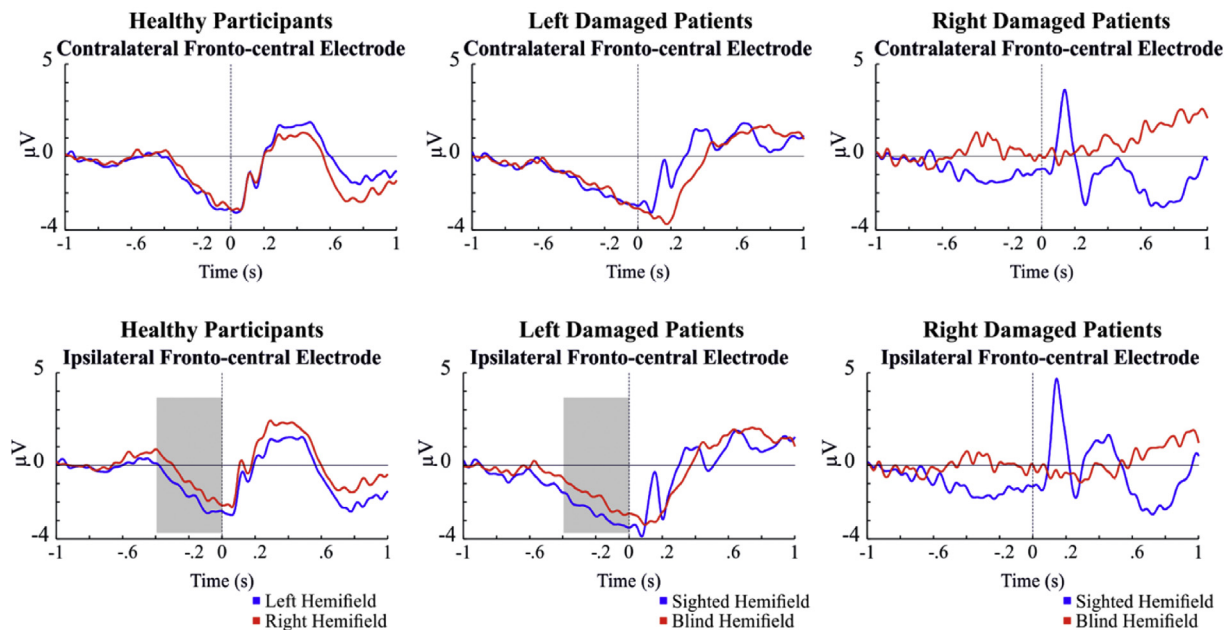 Healthy Participants
Contralateral Fronto-central Electrode
5
μV
0
-4
-1
-.6
-.2
0
.2
.6
1
Time (s)
Left Damaged Patients
Contralateral Fronto-central Electrode
5
μV
0
-4
-1
-.6
-.2
0
.2
.6
1
Time (s)
Right Damaged Patients
Contralateral Fronto-central Electrode
5
μV
0
-4
-1
-.6
-.2
0
.2
.6
1
Time (s)
Healthy Participants
Ipsilateral Fronto-central Electrode
5
μV
0
-4
-1
-.6
-.2
0
.2
.6
1
Time (s)
Left Hemifield
Right Hemifield
Left Damaged Patients
Ipsilateral Fronto-central Electrode
5
μV
0
-4
-1
-.6
-.2
0
.2
.6
1
Time (s)
Sighted Hemifield
Blind Hemifield
Right Damaged Patients
Ipsilateral Fronto-central Electrode
5
μV
0
-4
-1
-.6
-.2
0
.2
.6
1
Time (s)
Sighted Hemifield
Blind Hemifield